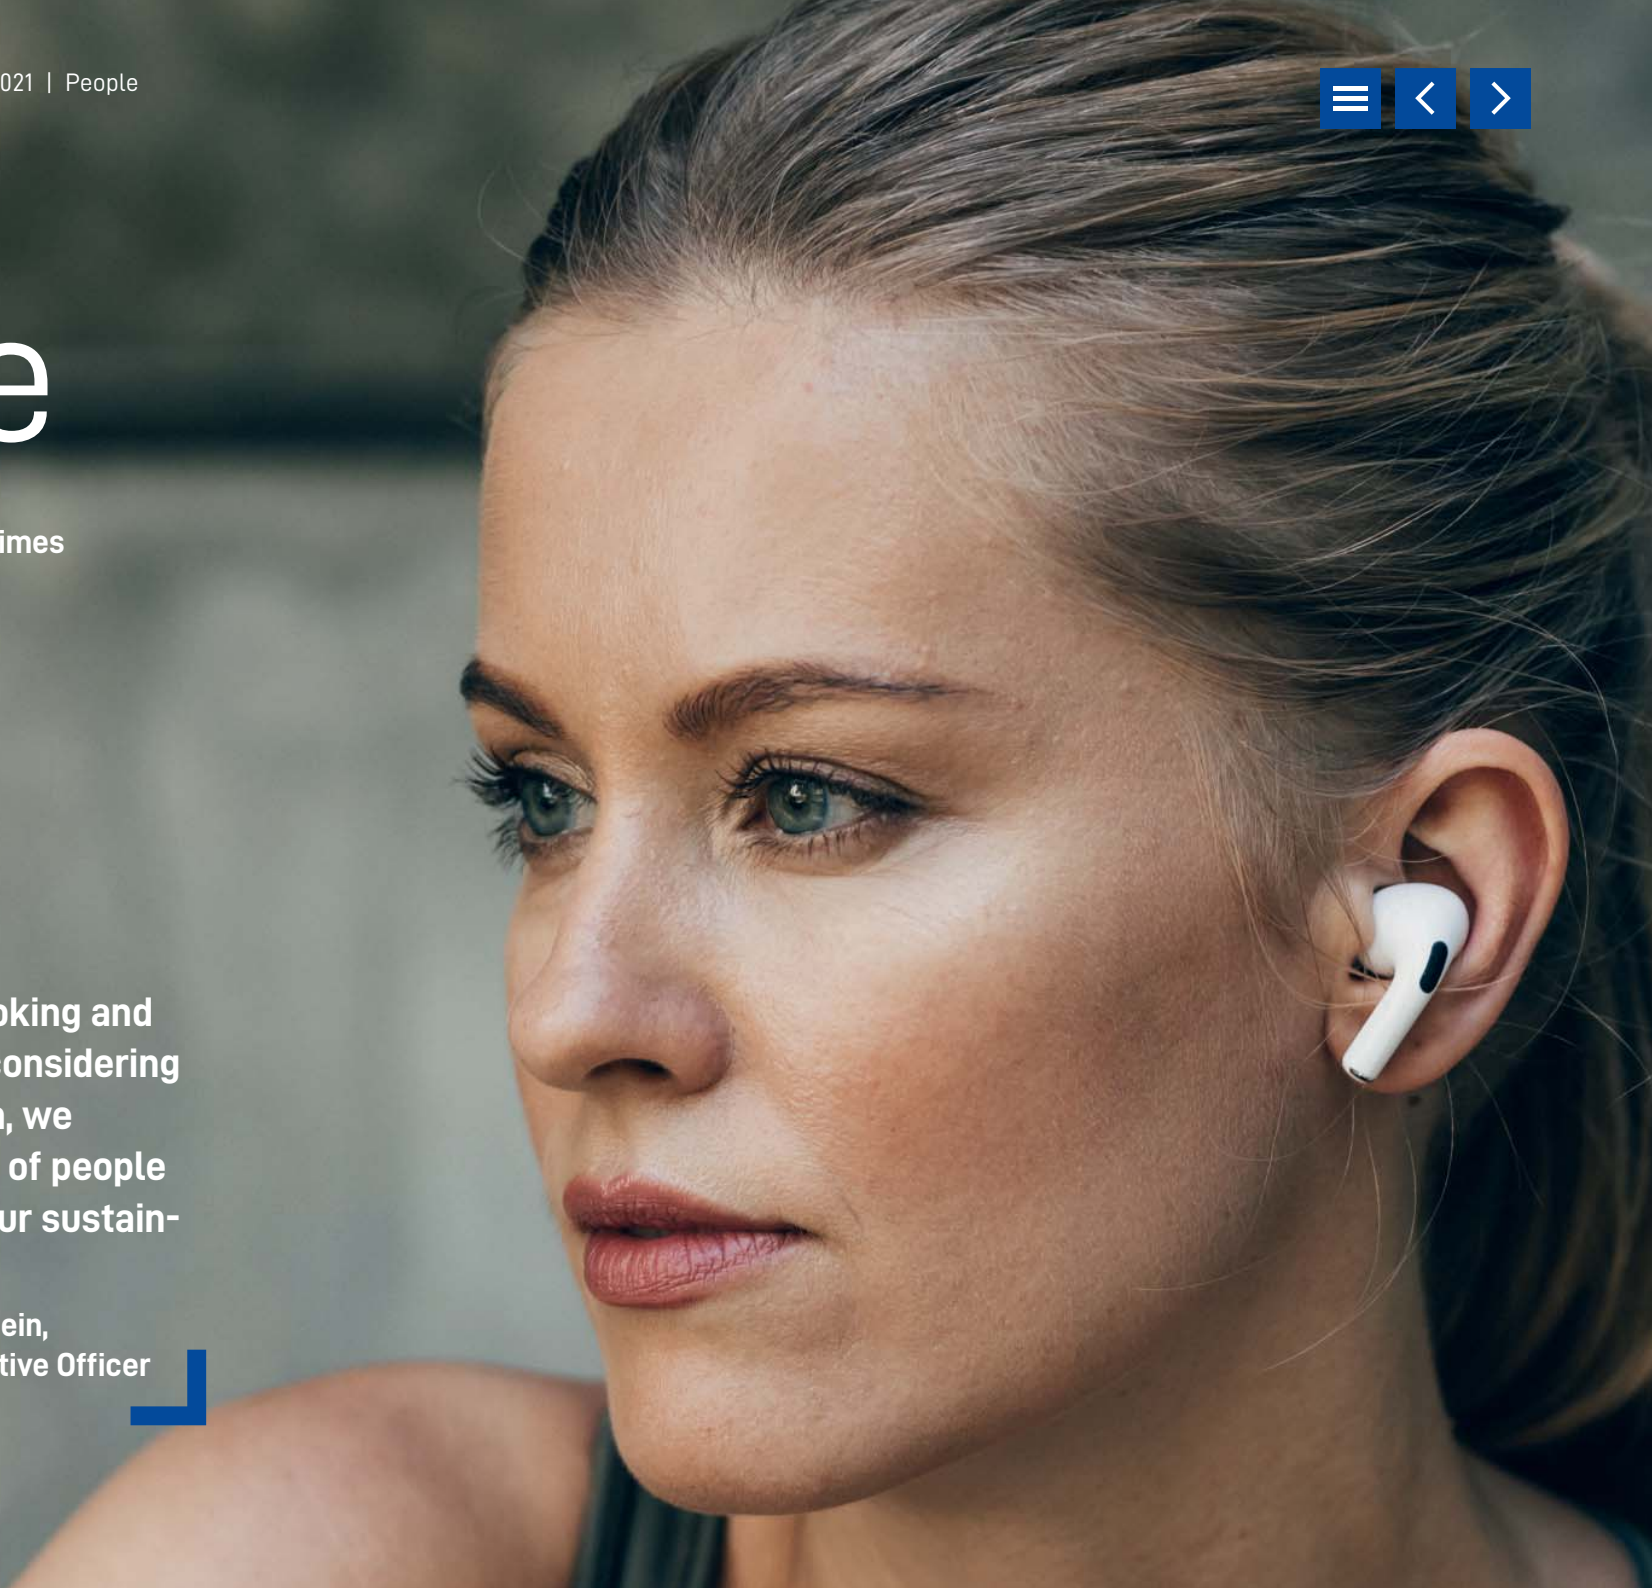 021 | People
e
imes
oking and
considering
, we
of people
ur sustain-
ein,
tive Officer